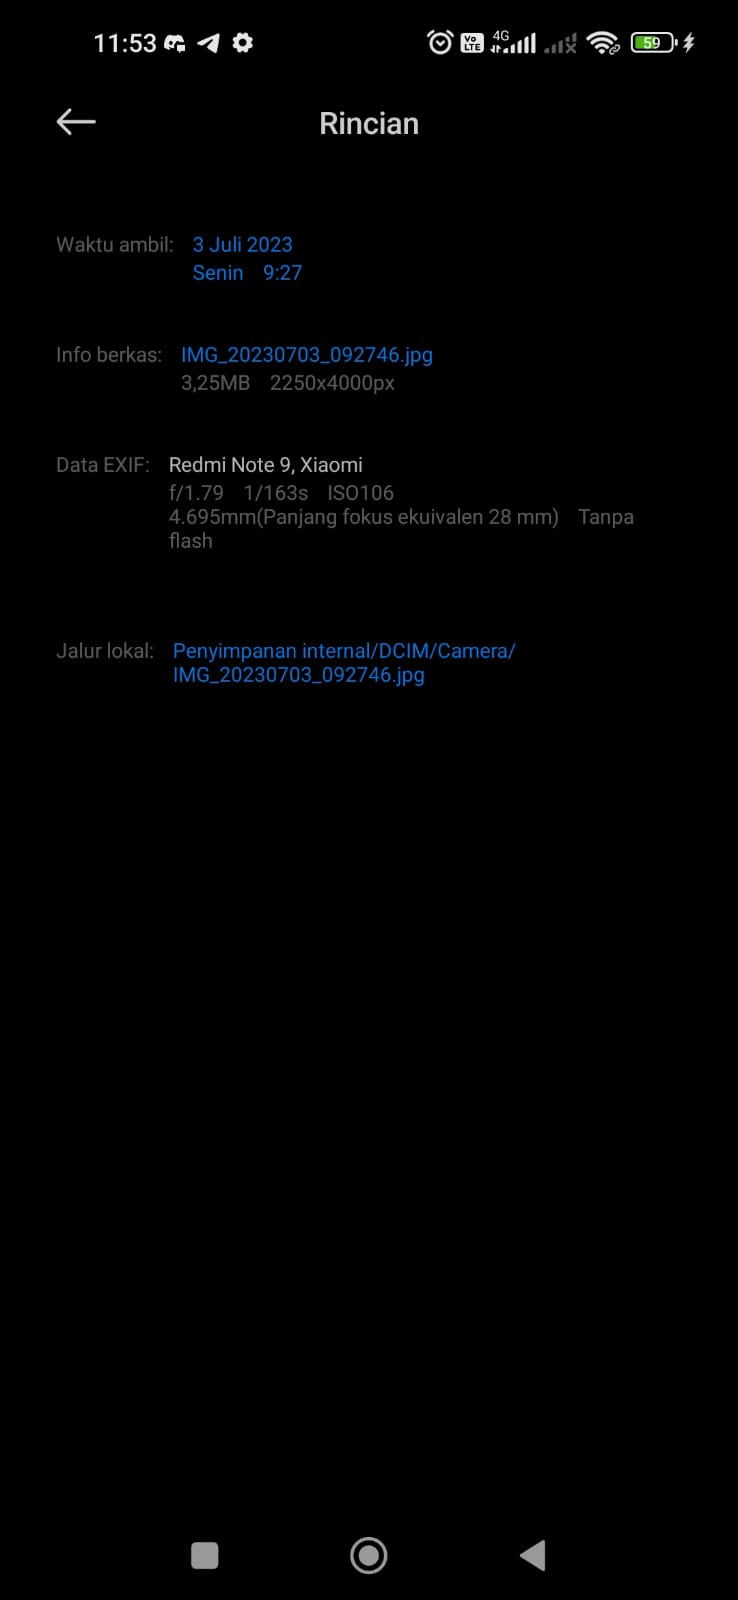 11:53
4G
Vo
LTE
59
Rincian
Waktu ambil: 3 Juli 2023
Senin 9:27
Info berkas: IMG_20230703_092746.jpg
3,25MB 2250x4000px
Data EXIF: Redmi Note 9, Xiaomi
f/1.79 1/163s ISO106
4.695mm(Panjang fokus ekuivalen 28 mm) Tanpa
flash
Jalur lokal: Penyimpanan internal/DCIM/Camera/
IMG_20230703_092746.jpg